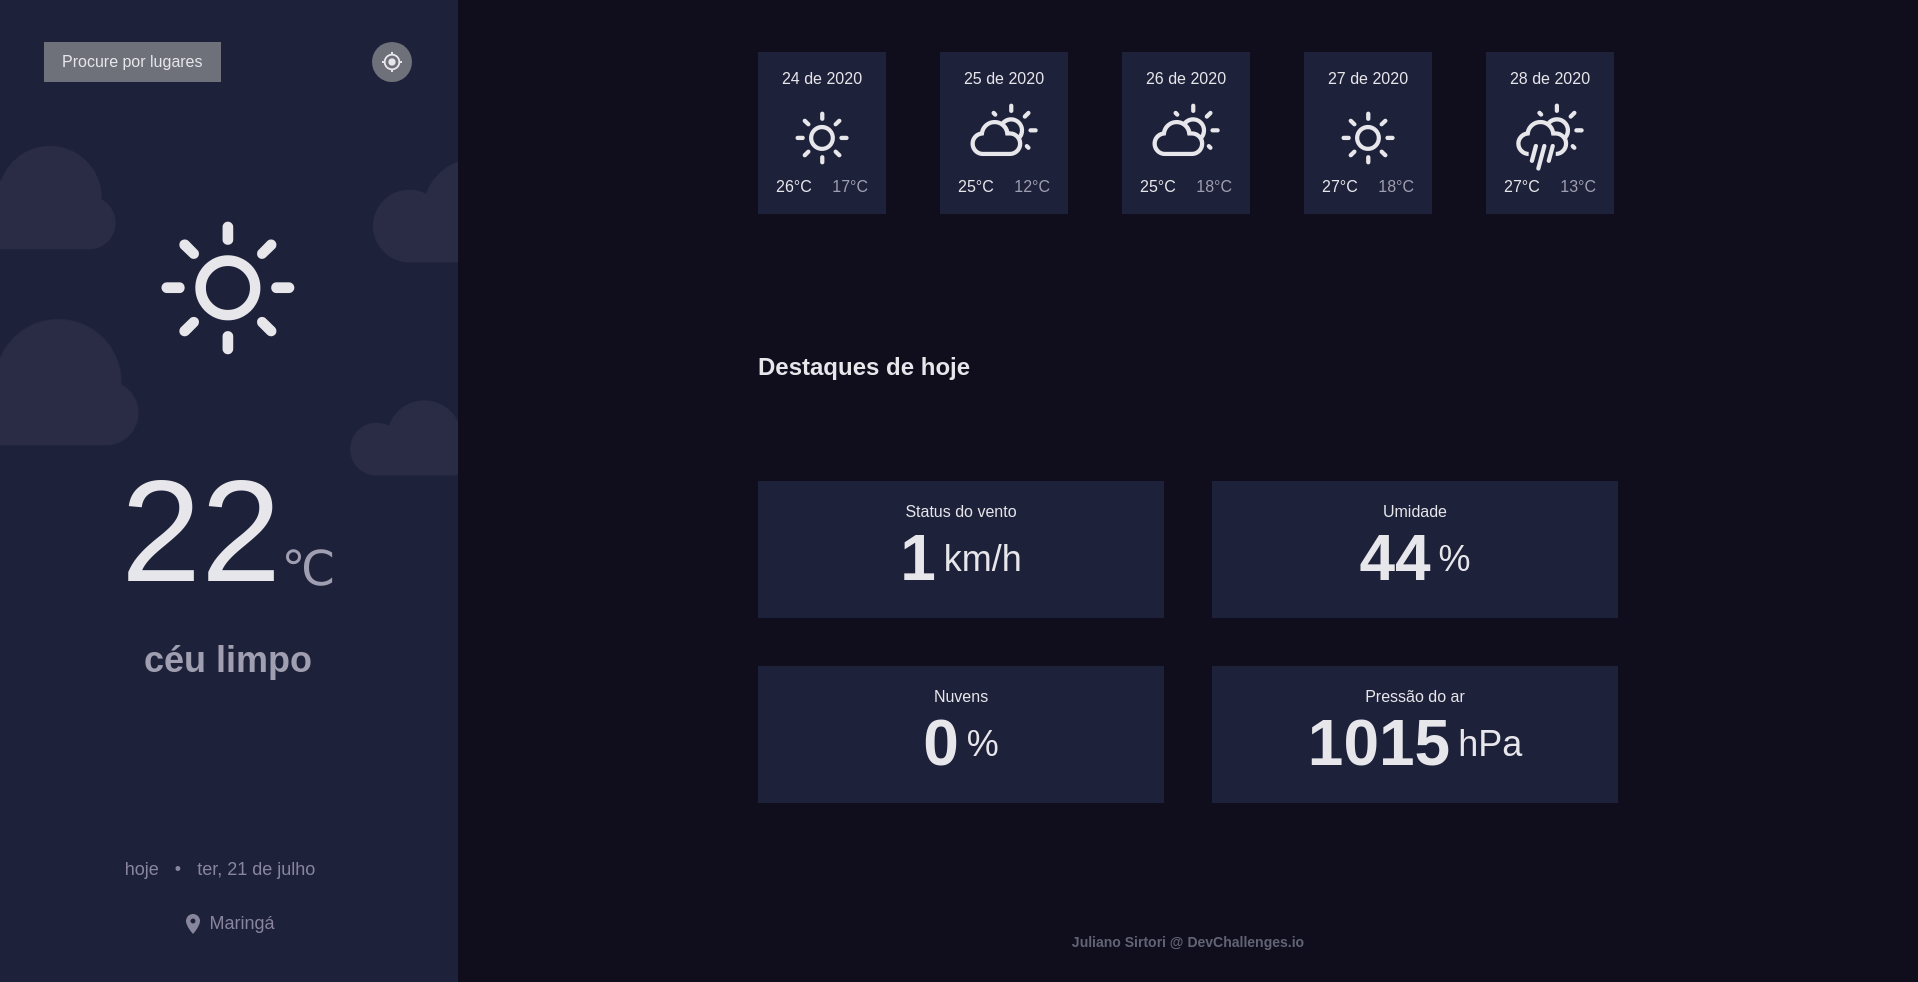 Procure por lugares
22°C
céu limpo
hoje • ter, 21 de julho
Maringá
24 de 2020
26°C 17°C
25 de 2020
25°C 12°C
26 de 2020
25°C 18°C
27 de 2020
27°C 18°C
28 de 2020
27°C 13°C
Destaques de hoje
Status do vento
1 km/h
Umidade
44 %
Nuvens
0 %
Pressão do ar
1015 hPa
Juliano Sirtori @ DevChallenges.io